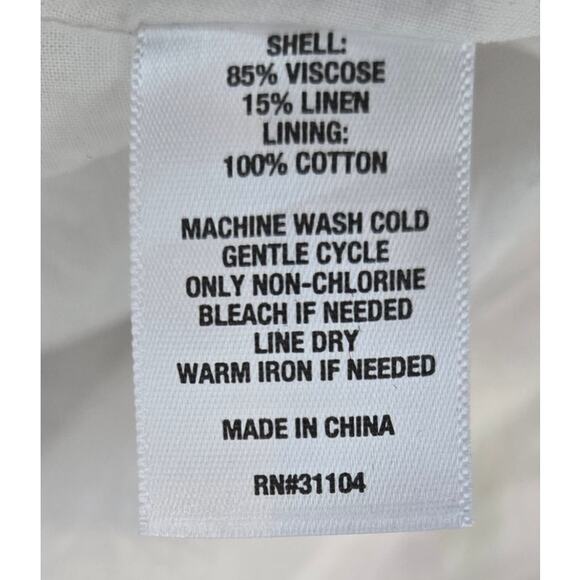 SHELL:
85% VISCOSE
15% LINEN
LINING:
100% COTTON
MACHINE WASH COLD
GENTLE CYCLE
ONLY NON-CHLORINE
BLEACH IF NEEDED
LINE DRY
WARM IRON IF NEEDED
MADE IN CHINA
RN#31104